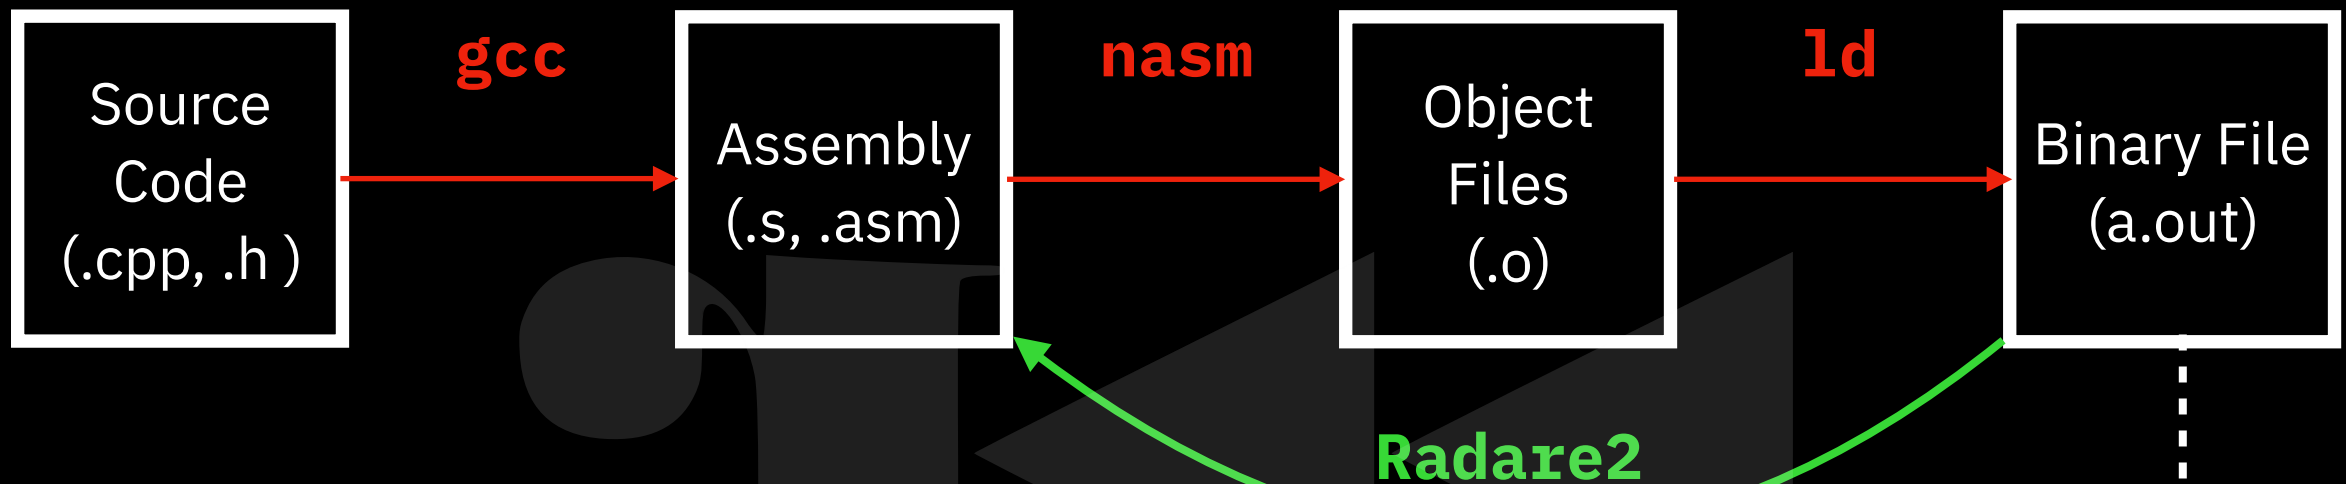 Source
Code
(.cpp, .h )
gcc
Assembly
(.s, .asm)
nasm
Object
Files
(.o)
ld
Binary File
(a.out)
Radare2